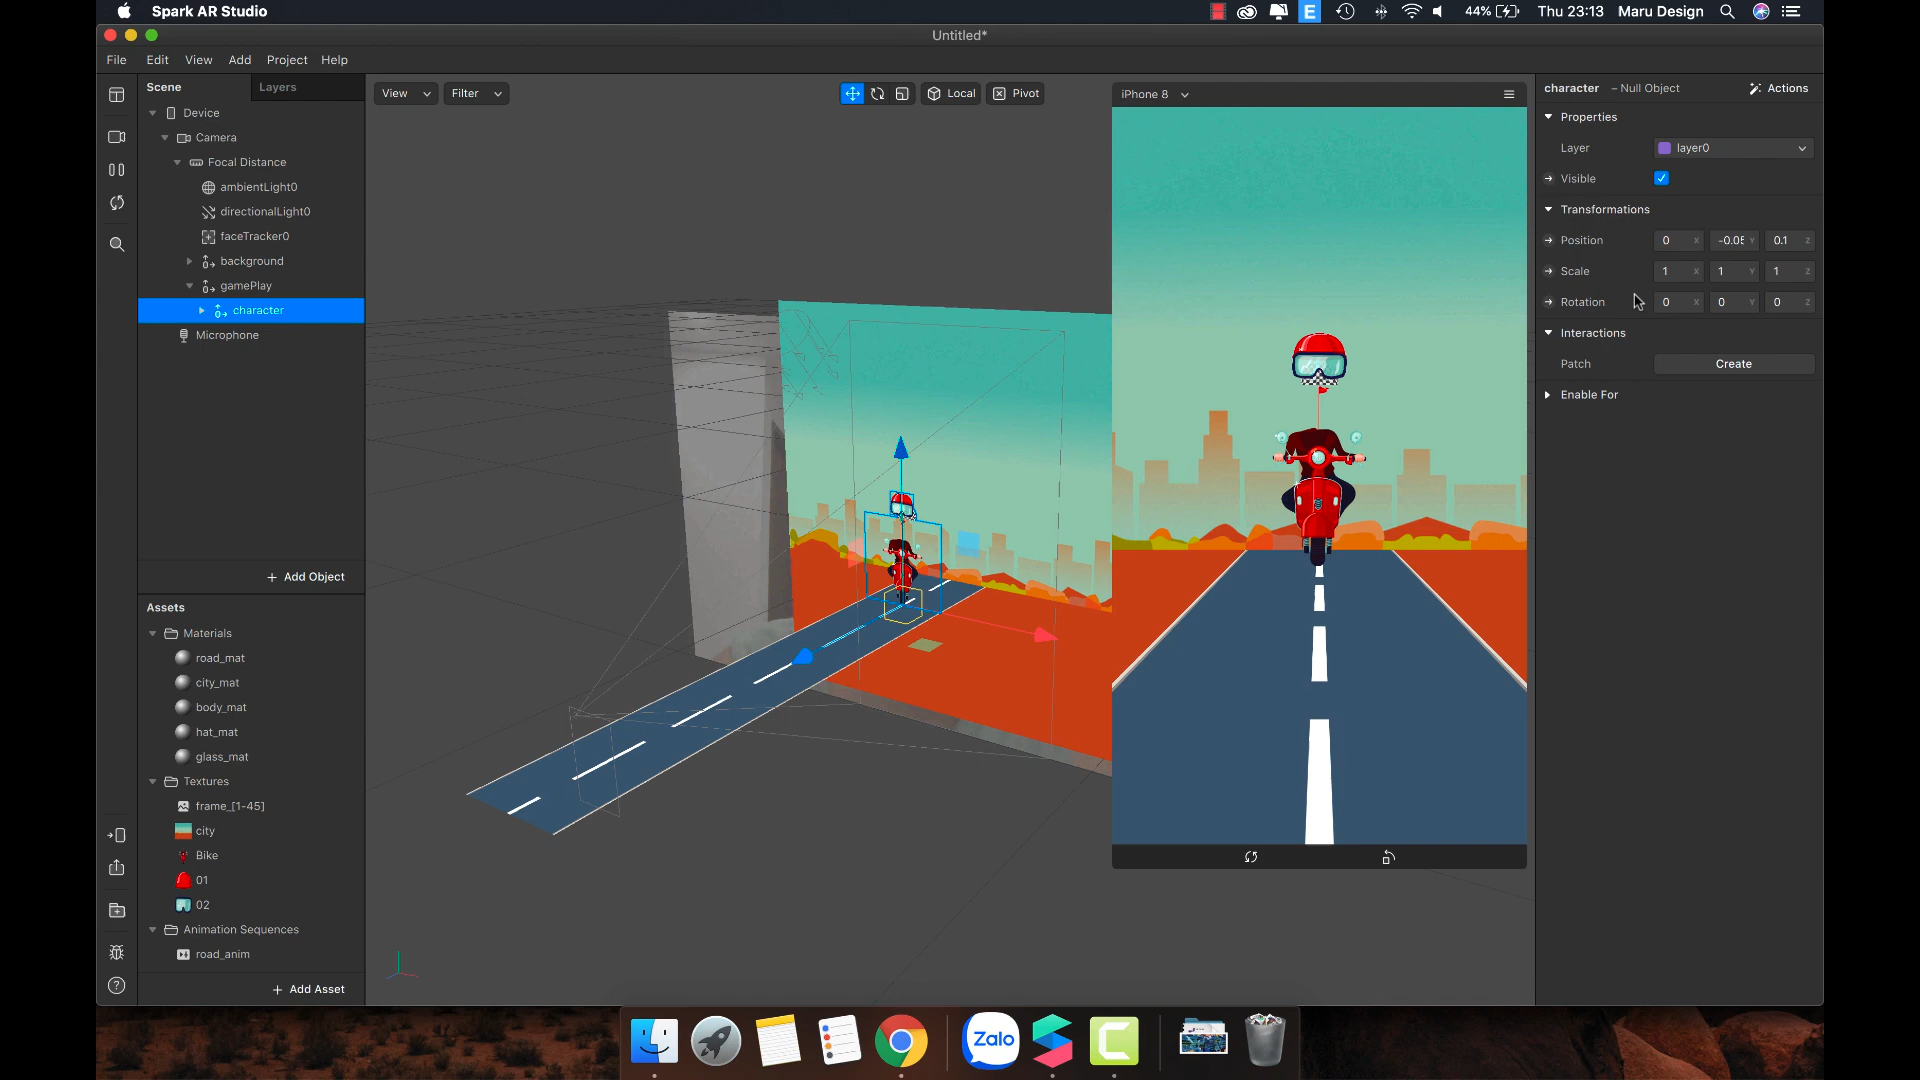 Spark AR Studio
44%
Thu 23:13
Maru Design
Untitled*
File Edit View Add Project Help
Scene
Layers
Device
Camera
Focal Distance
ambientLight0
directionalLight0
faceTracker0
background
gamePlay
character
Microphone
+ Add Object
Assets
Materials
road_mat
city_mat
body_mat
hat_mat
glass_mat
Textures
frame_[1-45]
city
Bike
01
02
Animation Sequences
road_anim
+ Add Asset
View
Filter
Local
Pivot
iPhone 8
character – Null Object
Actions
Properties
Layer layer0
Visible
Transformations
Position 0 X -0.05 Y 0.1 Z
Scale 1 X 1 Y 1 Z
Rotation 0 X 0 Y 0 Z
Interactions
Patch Create
Enable For
E
Zalo
C